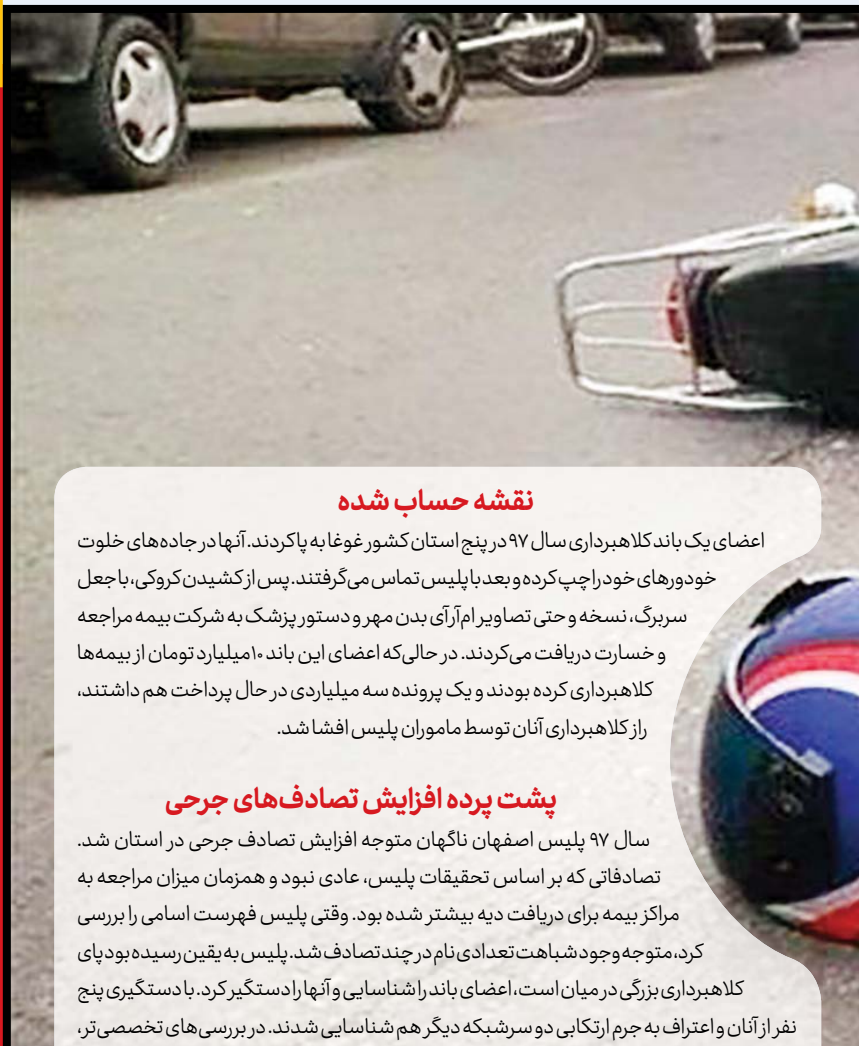 نقشه حساب شده
اعضای یک باند کلاهبرداری سال ۹۷ در پنج استان کشور غوغا به پا کردند. آنها در جاده‌های خلوت
خودورهای خود را چپ کرده و بعد با پلیس تماس می‌گرفتند. پس از کشیدن کروکی، با جعل
سربرگ، نسخه و حتی تصاویر ام‌آر‌آی بدن مهر و دستور پزشک به شرکت بیمه مراجعه
و خسارت دریافت می‌کردند. در حالی‌که اعضای این باند ۱۰ میلیارد تومان از بیمه‌ها
کلاهبرداری کرده بودند و یک پرونده سه میلیاردی در حال پرداخت هم داشتند،
راز کلاهبرداری آنان توسط ماموران پلیس افشا شد.
پشت پرده افزایش تصادف‌های جرحی
سال ۹۷ پلیس اصفهان ناگهان متوجه افزایش تصادف جرحی در استان شد.
تصادفاتی که بر اساس تحقیقات پلیس، عادی نبود و همزمان میزان مراجعه به
مراکز بیمه برای دریافت دیه بیشتر شده بود. وقتی پلیس فهرست اسامی را بررسی
کرد، متوجه وجود شباهت تعدادی نام در چند تصادف شد. پلیس به یقین رسیده بود پای
کلاهبرداری بزرگی در میان است، اعضای باند را شناسایی و آنها را دستگیر کرد. با دستگیری پنج
نفر از آنان و اعتراف به جرم ارتکابی دو سرشبکه دیگر هم شناسایی شدند. در بررسی‌های تخصصی‌تر،